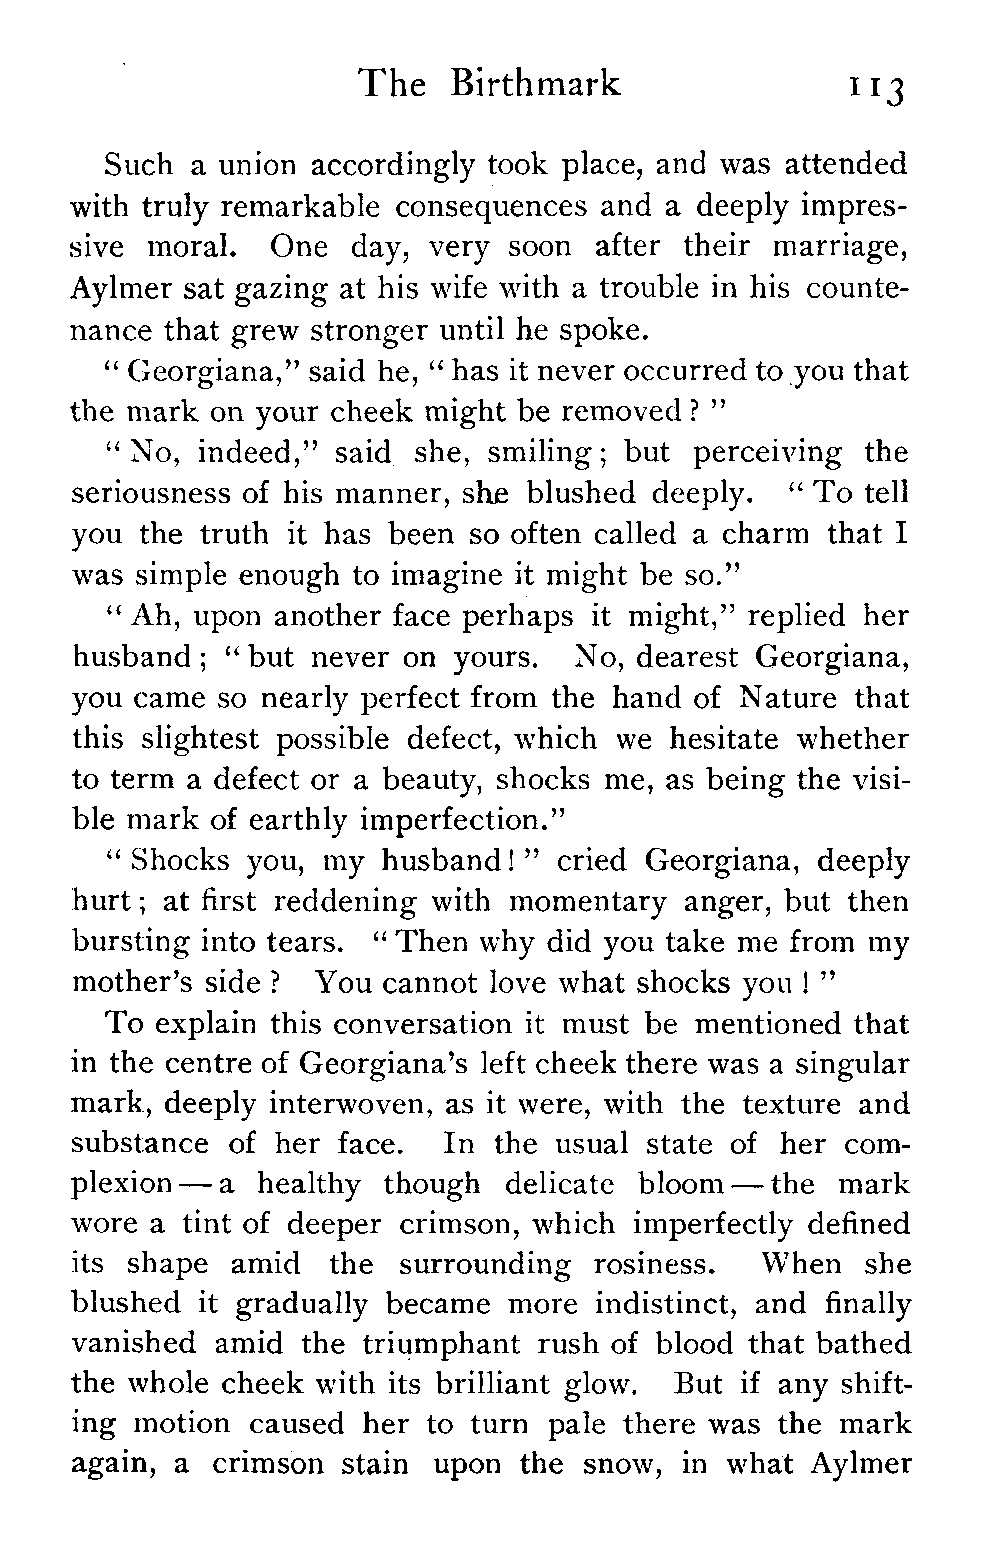 The Birthmark 113
Such a union accordingly took place, and was attended
with truly remarkable consequences and a deeply impres-
sive moral. One day, very soon after their marriage,
Aylmer sat gazing at his wife with a trouble in his counte-
nance that grew stronger until he spoke.
“ Georgiana,” said he, “ has it never occurred to you that
the mark on your cheek might be removed ? ”
“ No, indeed,” said she, smiling ; but perceiving the
seriousness of his manner, she blushed deeply. “ To tell
you the truth it has been so often called a charm that I
was simple enough to imagine it might be so.”
“ Ah, upon another face perhaps it might,” replied her
husband ; “ but never on yours. No, dearest Georgiana,
you came so nearly perfect from the hand of Nature that
this slightest possible defect, which we hesitate whether
to term a defect or a beauty, shocks me, as being the visi-
ble mark of earthly imperfection.”
“ Shocks you, my husband ! ” cried Georgiana, deeply
hurt ; at first reddening with momentary anger, but then
bursting into tears. “ Then why did you take me from my
mother’s side ? You cannot love what shocks you ! ”
To explain this conversation it must be mentioned that
in the centre of Georgiana’s left cheek there was a singular
mark, deeply interwoven, as it were, with the texture and
substance of her face. In the usual state of her com-
plexion — a healthy though delicate bloom — the mark
wore a tint of deeper crimson, which imperfectly defined
its shape amid the surrounding rosiness. When she
blushed it gradually became more indistinct, and finally
vanished amid the triumphant rush of blood that bathed
the whole cheek with its brilliant glow. But if any shift-
ing motion caused her to turn pale there was the mark
again, a crimson stain upon the snow, in what Aylmer